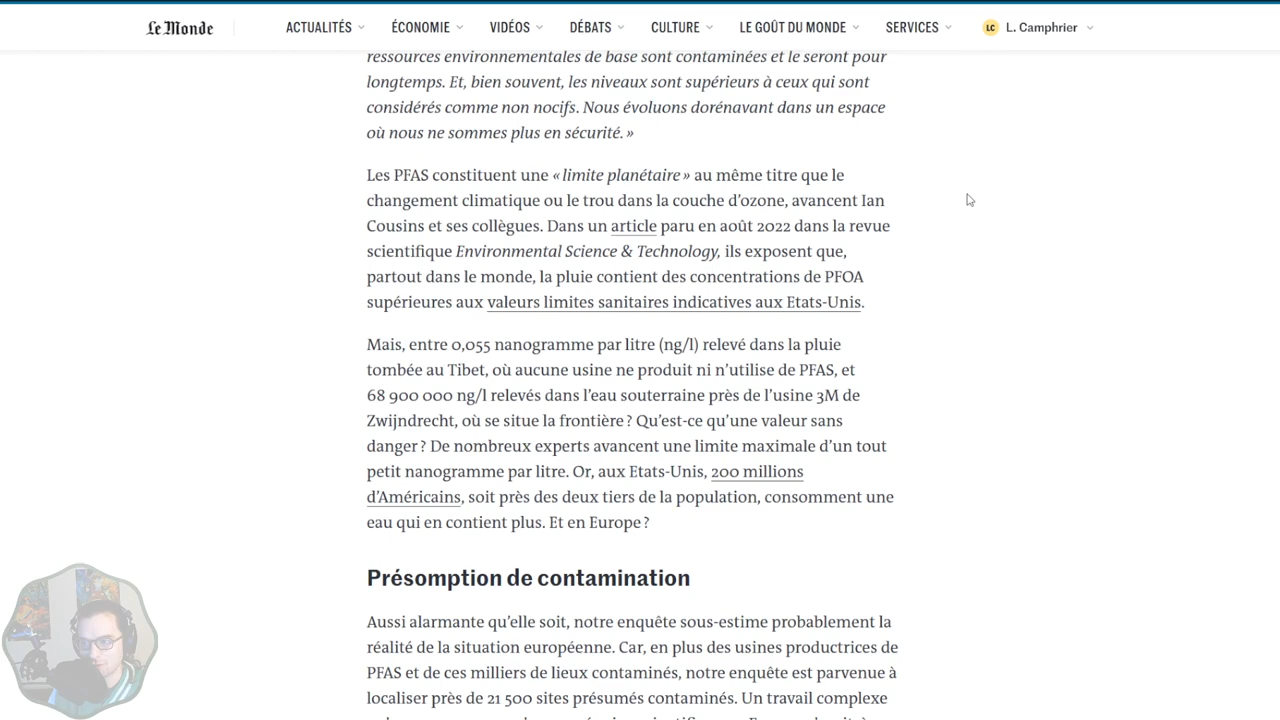 Le Monde
ACTUALITÉS
ÉCONOMIE
VIDÉOS
DÉBATS
CULTURE
LE GOÛT DU MONDE
SERVICES
LC
L. Camphrier
ressources environnementales de base sont contaminées et le seront pour
longtemps. Et, bien souvent, les niveaux sont supérieurs à ceux qui sont
considérés comme non nocifs. Nous évoluons dorénavant dans un espace
où nous ne sommes plus en sécurité. »
Les PFAS constituent une « limite planétaire » au même titre que le
changement climatique ou le trou dans la couche d’ozone, avancent Ian
Cousins et ses collègues. Dans un article paru en août 2022 dans la revue
scientifique Environmental Science & Technology, ils exposent que,
partout dans le monde, la pluie contient des concentrations de PFOA
supérieures aux valeurs limites sanitaires indicatives aux Etats-Unis.
Mais, entre 0,055 nanogramme par litre (ng/l) relevé dans la pluie
tombée au Tibet, où aucune usine ne produit ni n’utilise de PFAS, et
68 900 000 ng/l relevés dans l’eau souterraine près de l’usine 3M de
Zwijndrecht, où se situe la frontière ? Qu’est-ce qu’une valeur sans
danger ? De nombreux experts avancent une limite maximale d’un tout
petit nanogramme par litre. Or, aux Etats-Unis, 200 millions
d’Américains, soit près des deux tiers de la population, consomment une
eau qui en contient plus. Et en Europe ?
Présomption de contamination
Aussi alarmante qu’elle soit, notre enquête sous-estime probablement la
réalité de la situation européenne. Car, en plus des usines productrices de
PFAS et de ces milliers de lieux contaminés, notre enquête est parvenue à
localiser près de 21 500 sites présumés contaminés. Un travail complexe